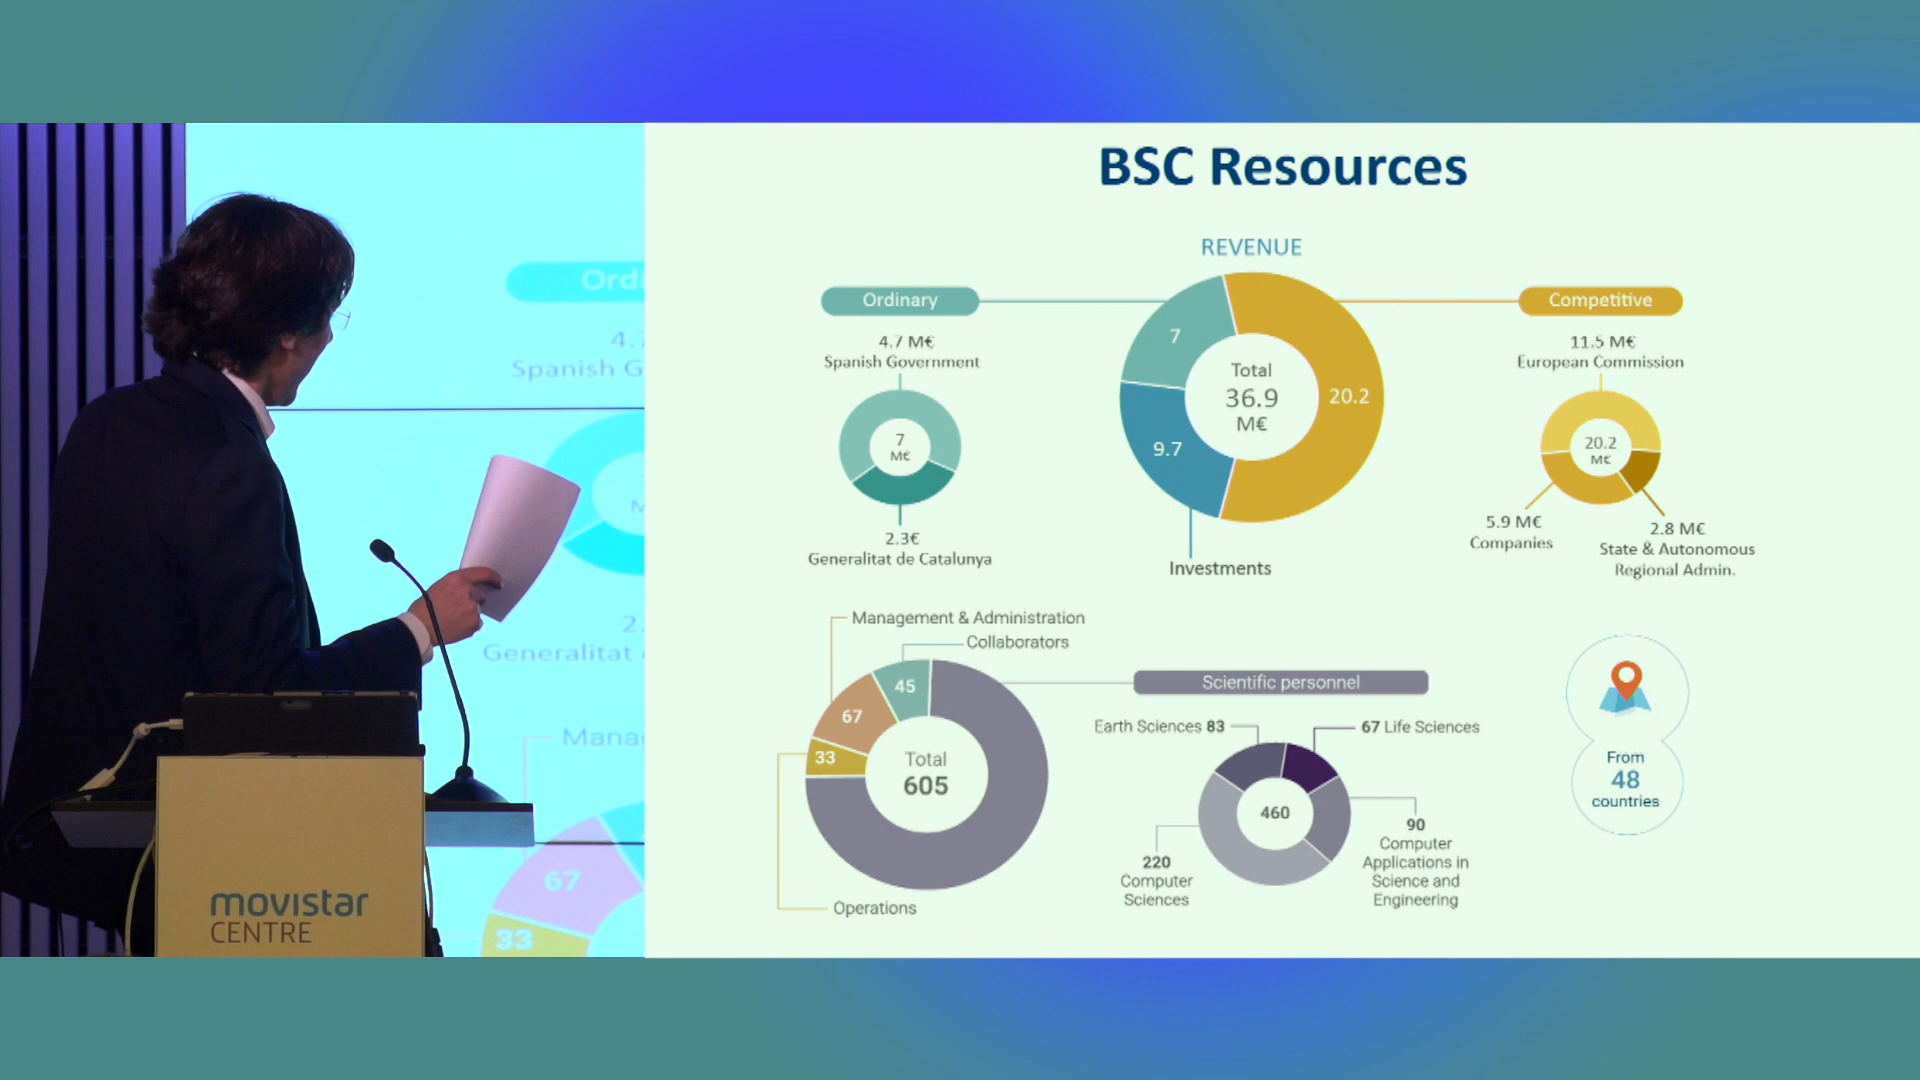 BSC Resources
REVENUE
Ordinary
Competitive
4.7 M€
Spanish Government
7
M€
2.3€
Generalitat de Catalunya
7
9.7
20.2
Total
36.9
M€
Investments
11.5 M€
European Commission
20.2
M€
5.9 M€
Companies
2.8 M€
State & Autonomous
Regional Admin.
Management & Administration
Collaborators
45
67
33
Total
605
Operations
Scientific personnel
Earth Sciences 83
67 Life Sciences
460
220
Computer
Sciences
90
Computer
Applications in
Science and
Engineering
From
48
countries
Ord
4.
Spanish G
M
2.
Generalitat
Mana
67
33
movistar
CENTRE